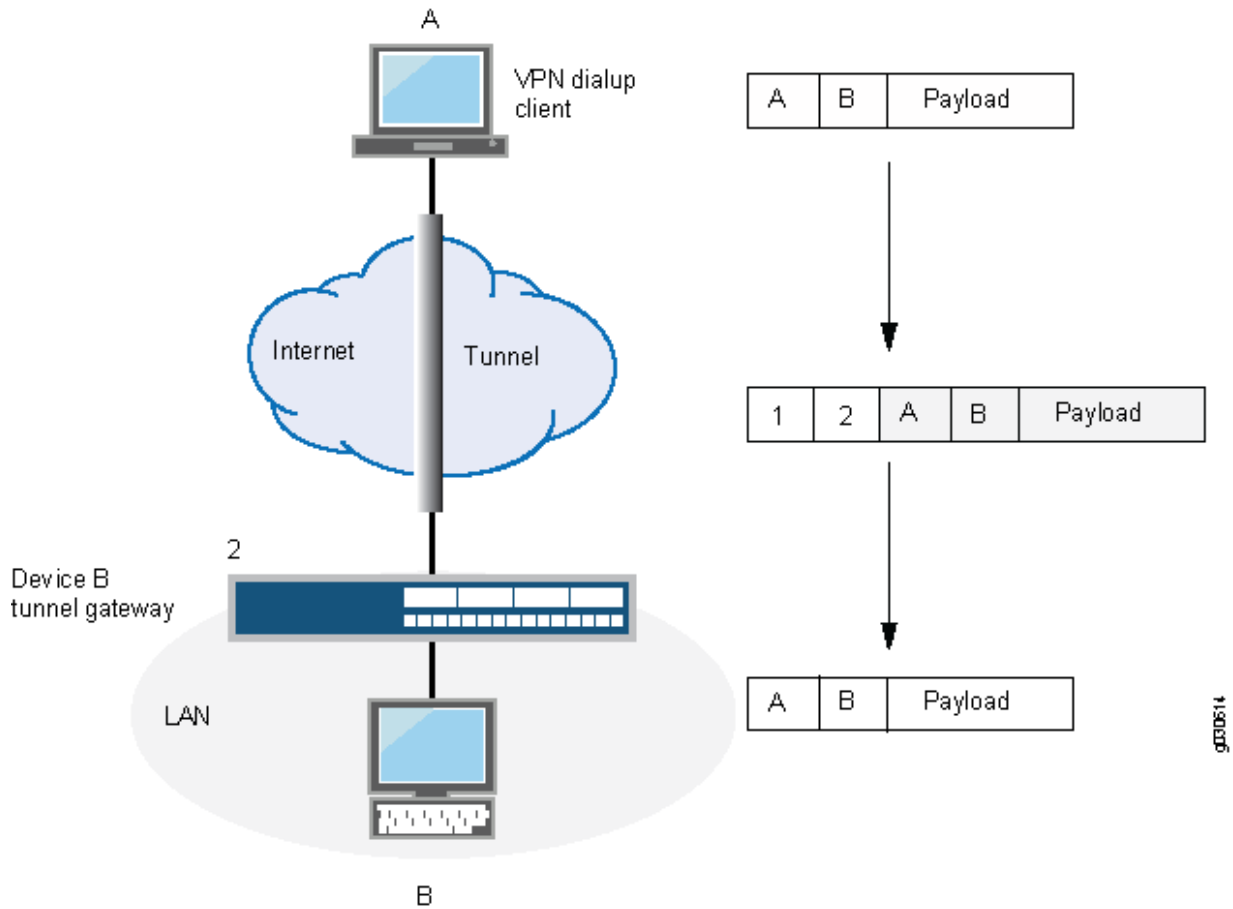 A
VPN dialup
client
A B Payload
Internet Tunnel
1 2 A B Payload
2
Device B
tunnel gateway
LAN
A B Payload
B
g030614